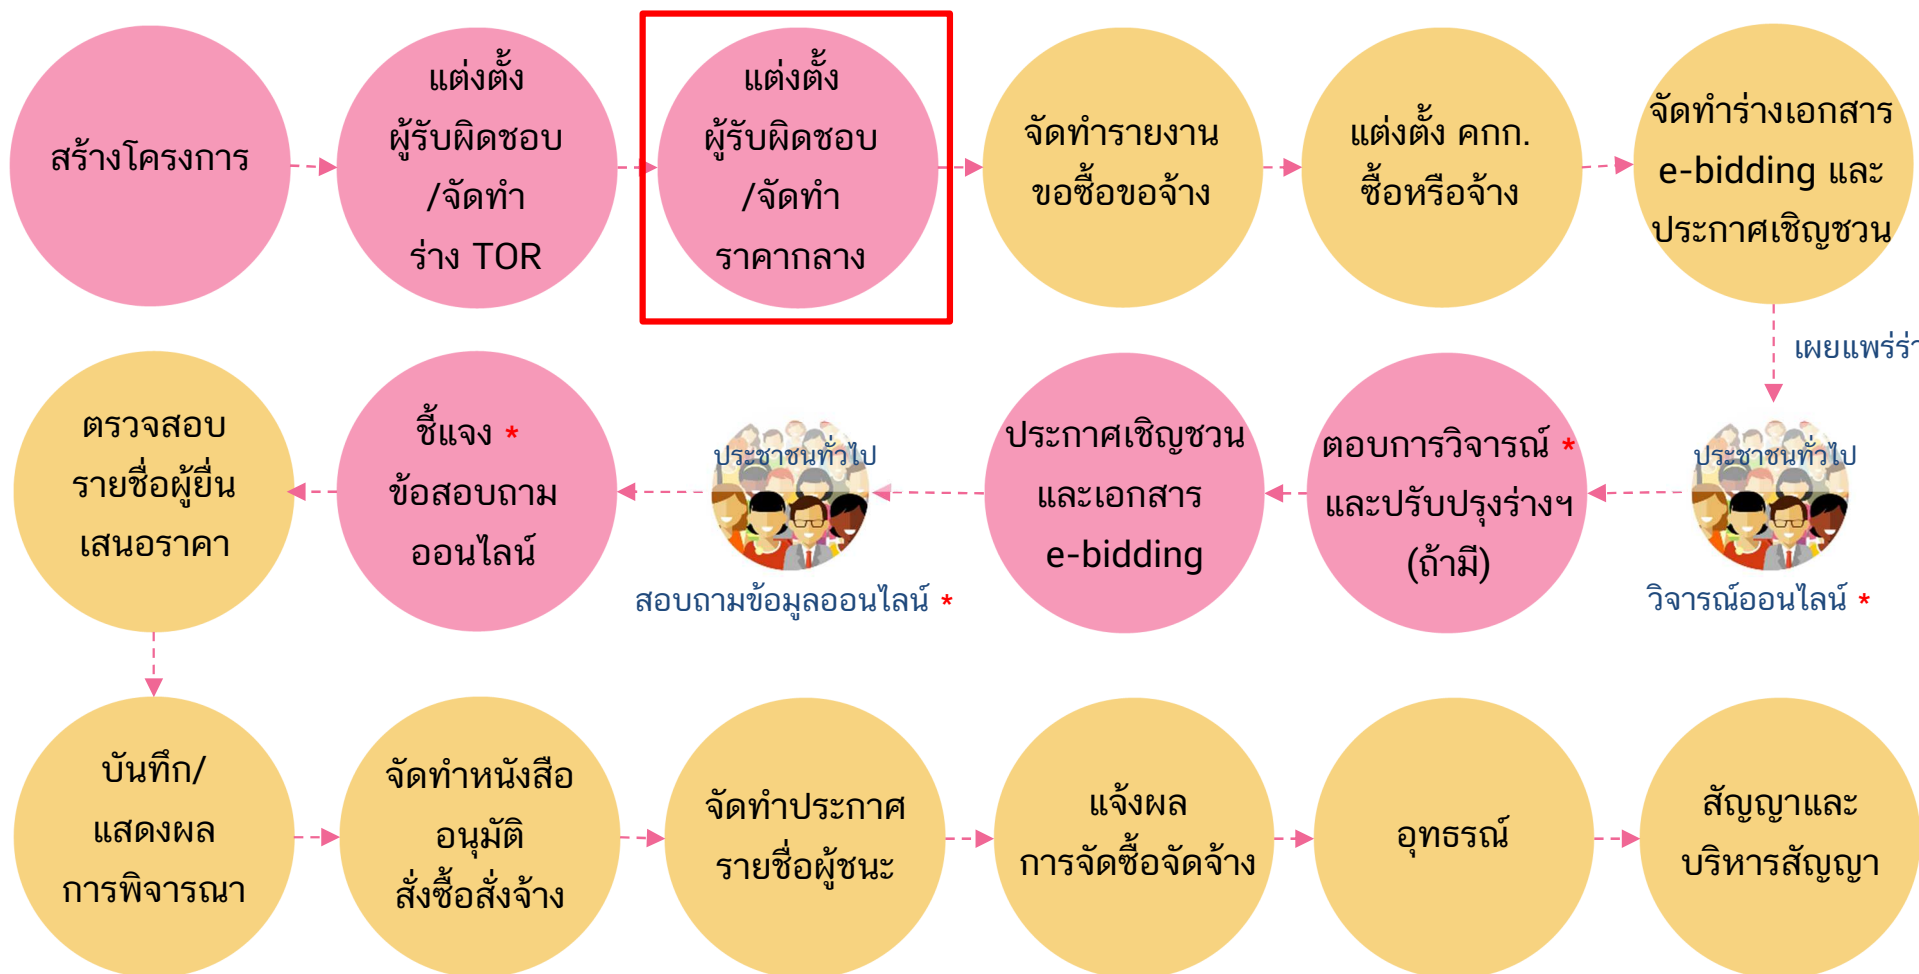 สร้างโครงการ
แต่งตั้ง
ผู้รับผิดชอบ
/จัดทำ
ร่าง TOR
แต่งตั้ง
ผู้รับผิดชอบ
/จัดทำ
ราคากลาง
จัดทำรายงาน
ขอซื้อขอจ้าง
แต่งตั้ง คกก.
ซื้อหรือจ้าง
จัดทำร่างเอกสาร
e-bidding และ
ประกาศเชิญชวน
เผยแพร่ร่า
ประชาชนทั่วไป
วิจารณ์ออนไลน์ *
ตอบการวิจารณ์ *
และปรับปรุงร่างฯ
(ถ้ามี)
ประกาศเชิญชวน
และเอกสาร
e-bidding
ประชาชนทั่วไป
สอบถามข้อมูลออนไลน์ *
ชี้แจง *
ข้อสอบถาม
ออนไลน์
ตรวจสอบ
รายชื่อผู้ยื่น
เสนอราคา
บันทึก/
แสดงผล
การพิจารณา
จัดทำหนังสือ
อนุมัติ
สั่งซื้อสั่งจ้าง
จัดทำประกาศ
รายชื่อผู้ชนะ
แจ้งผล
การจัดซื้อจัดจ้าง
อุทธรณ์
สัญญาและ
บริหารสัญญา